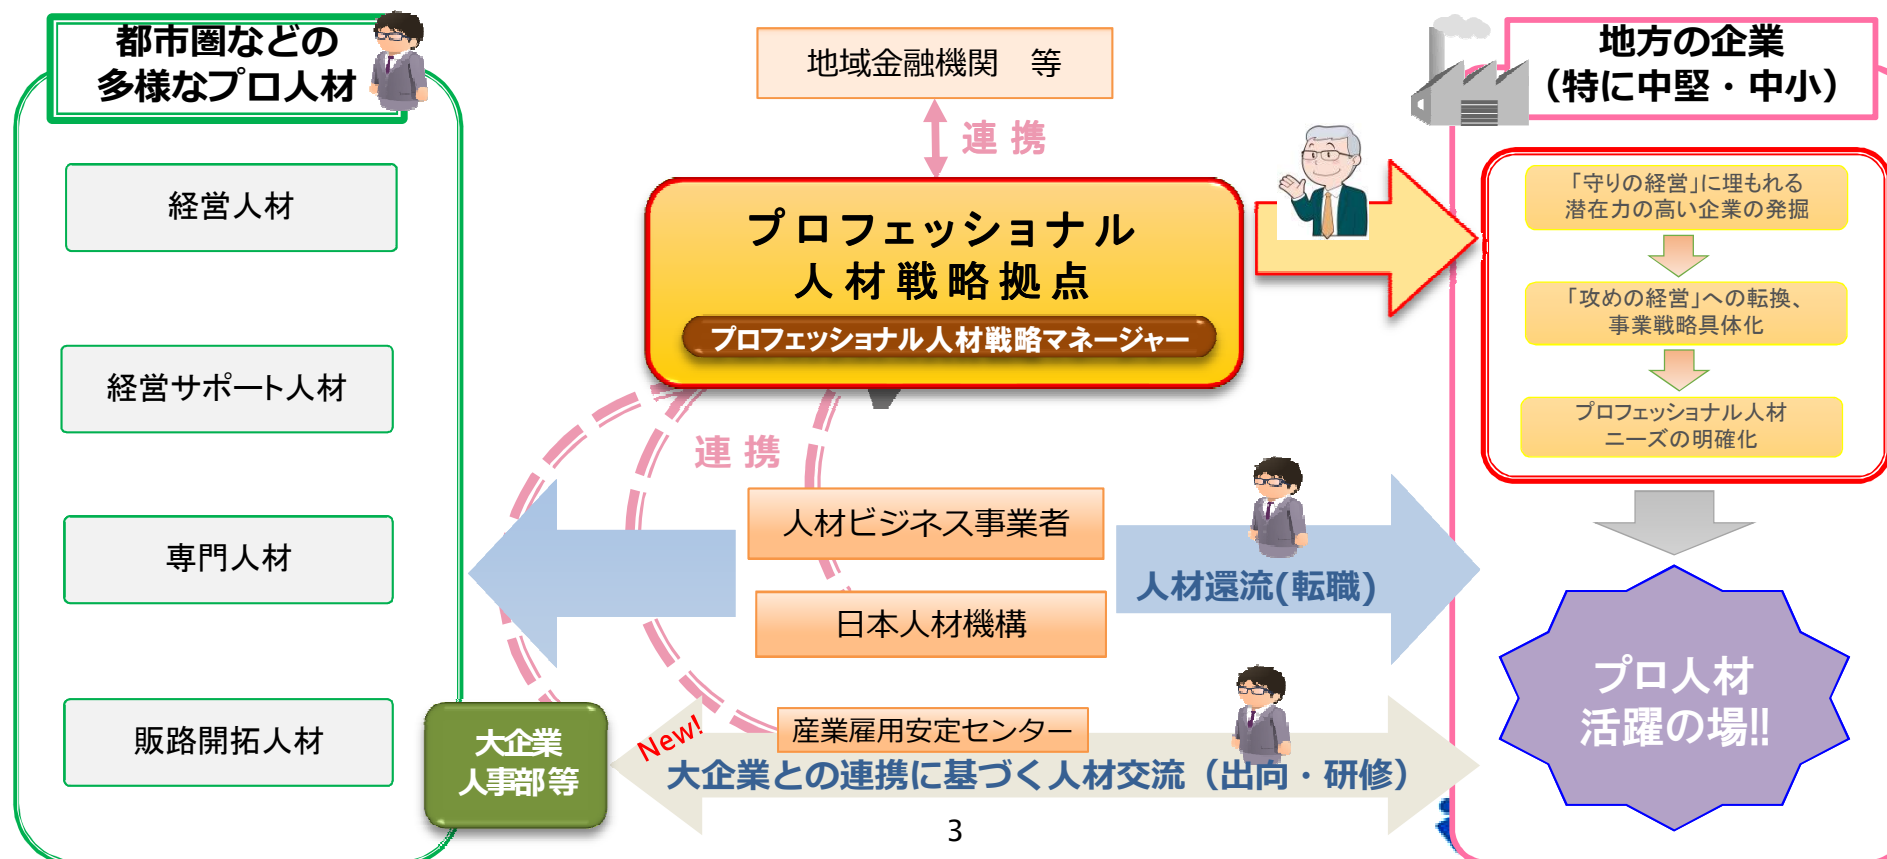 都市圏などの
多様なプロ人材
経営人材
経営サポート人材
専門人材
販路開拓人材
大企業
人事部等
地域金融機関　等
連携
プロフェッショナル
人材戦略拠点
プロフェッショナル人材戦略マネージャー
連携
人材ビジネス事業者
日本人材機構
人材還流(転職)
New!
産業雇用安定センター
大企業との連携に基づく人材交流（出向・研修）
地方の企業
（特に中堅・中小）
「守りの経営」に埋もれる
潜在力の高い企業の発掘
「攻めの経営」への転換、
事業戦略具体化
プロフェッショナル人材
ニーズの明確化
プロ人材
活躍の場!!
3